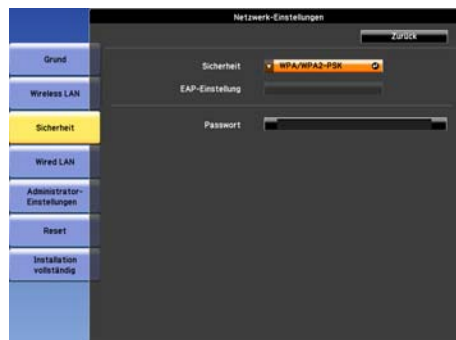 Netzwerk-Einstellungen
Zurück
Grund
Wireless LAN
Sicherheit
Wired LAN
Administrator-
Einstellungen
Reset
Installation
vollständig
Sicherheit
WPA/WPA2-PSK
EAP-Einstellung
Passwort